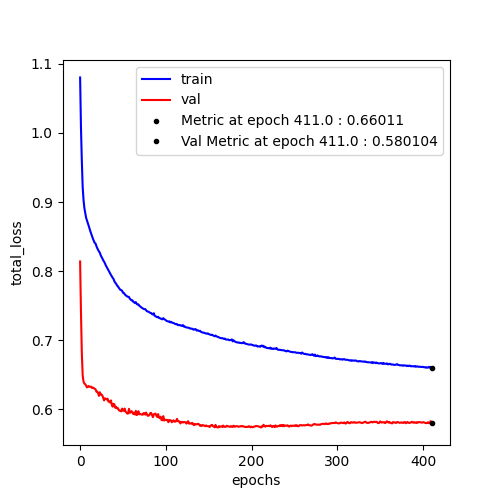 1.1
1.0
0.9
0.8
0.7
0.6
total_loss
train
val
Metric at epoch 411.0 : 0.66011
Val Metric at epoch 411.0 : 0.580104
0
100
200
300
400
epochs